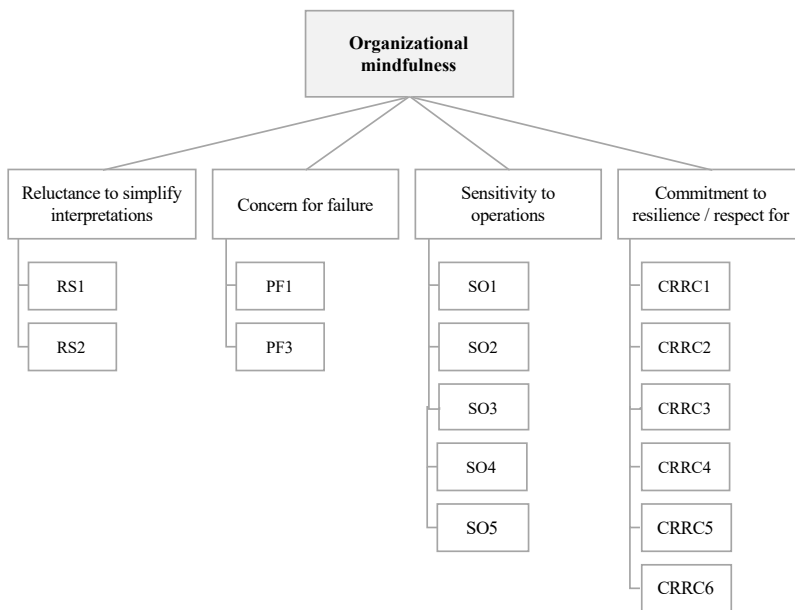 Organizational
mindfulness
Reluctance to simplify
interpretations
Concern for failure
Sensitivity to
operations
Commitment to
resilience / respect for
RS1
RS2
PF1
PF3
SO1
SO2
SO3
SO4
SO5
CRRC1
CRRC2
CRRC3
CRRC4
CRRC5
CRRC6